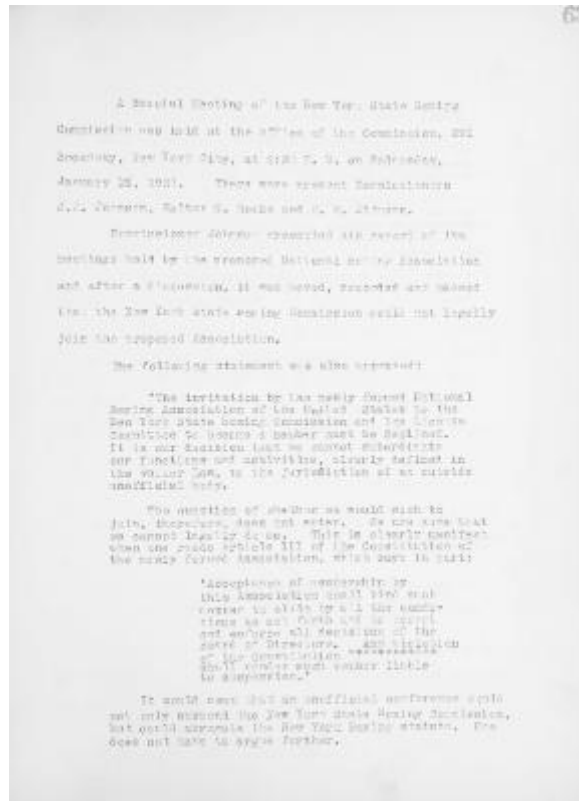 A Special Meeting of the New York State Boxing
Commission was held at the office of the Commission,
Broadway, New York City, at P. M. on Wednesday,
January There were present Commissioners
Walter and
Commissioner presented his report of the
meetings held by the proposed National Boxing Association
and after a discussion, it was moved, seconded and passed
that the New York State Boxing Commission could not legally
join the proposed Association.
The following statement was also approved:
"The invitation by the newly formed National
Boxing Association of the United States to the
New York State Boxing Commission and its License
Committee to become a member must be declined.
It is our decision that we cannot subordinate
our functions and activities, clearly defined in
the Walker Law, to the jurisdiction of an outside
unofficial body.
The question of whether we would wish to
join, therefore, does not enter. We are sure that
we cannot legally do so. This is clearly manifest
when one reads Article III of the Constitution of
the newly formed Association, which says in part:
"Acceptance of membership by
this Association shall bind such
member to abide by all the condi-
tions as set forth and to accept
and enforce all decisions of the
Board of Directors. Any violation
of the Constitution
shall render such member liable
to suspension."
It would seem that an unofficial conference could
not only suspend the New York State Boxing Commission,
but could abrogate the New York Boxing statute. One
does not have to argue further.